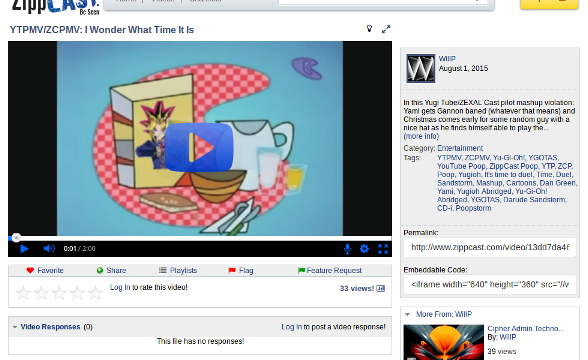 ZippCAST
Be Seen
YTPMV/ZCPMV: I Wonder What Time It Is
0:01 / 2:00
Favorite
Share
Playlists
Flag
Feature Request
Log In to rate this video!
33 views!
Video Responses (0)
Log in to post a video response!
This file has no responses!
WillP
August 1, 2015
In this Yugi Tube/ZEXAL Cast pilot mashup violation:
Yami gets Gannon baned (whatever that means) and
Christmas comes early for some random guy with a
nice hat as he finds himself able to play the...
(more info)
Category: Entertainment
Tags: YTPMV, ZCPMV, Yu-Gi-Oh!, YGOTAS,
YouTube Poop, ZippCast Poop, YTP, ZCP,
Poop, Yugioh, It's time to duel, Time, Duel,
Sandstorm, Mashup, Cartoons, Dan Green,
Yami, Yugioh Abridged, Yu-Gi-Oh!
Abridged, YGOTAS, Darude Sandstorm,
CD-i, Poopstorm
Permalink:
http://www.zippcast.com/video/13dd7da46
Embeddable Code:
<iframe width="640" height="360" src="//v
More From: WillP
Cipher Admin Techno...
By: WillP
39 views